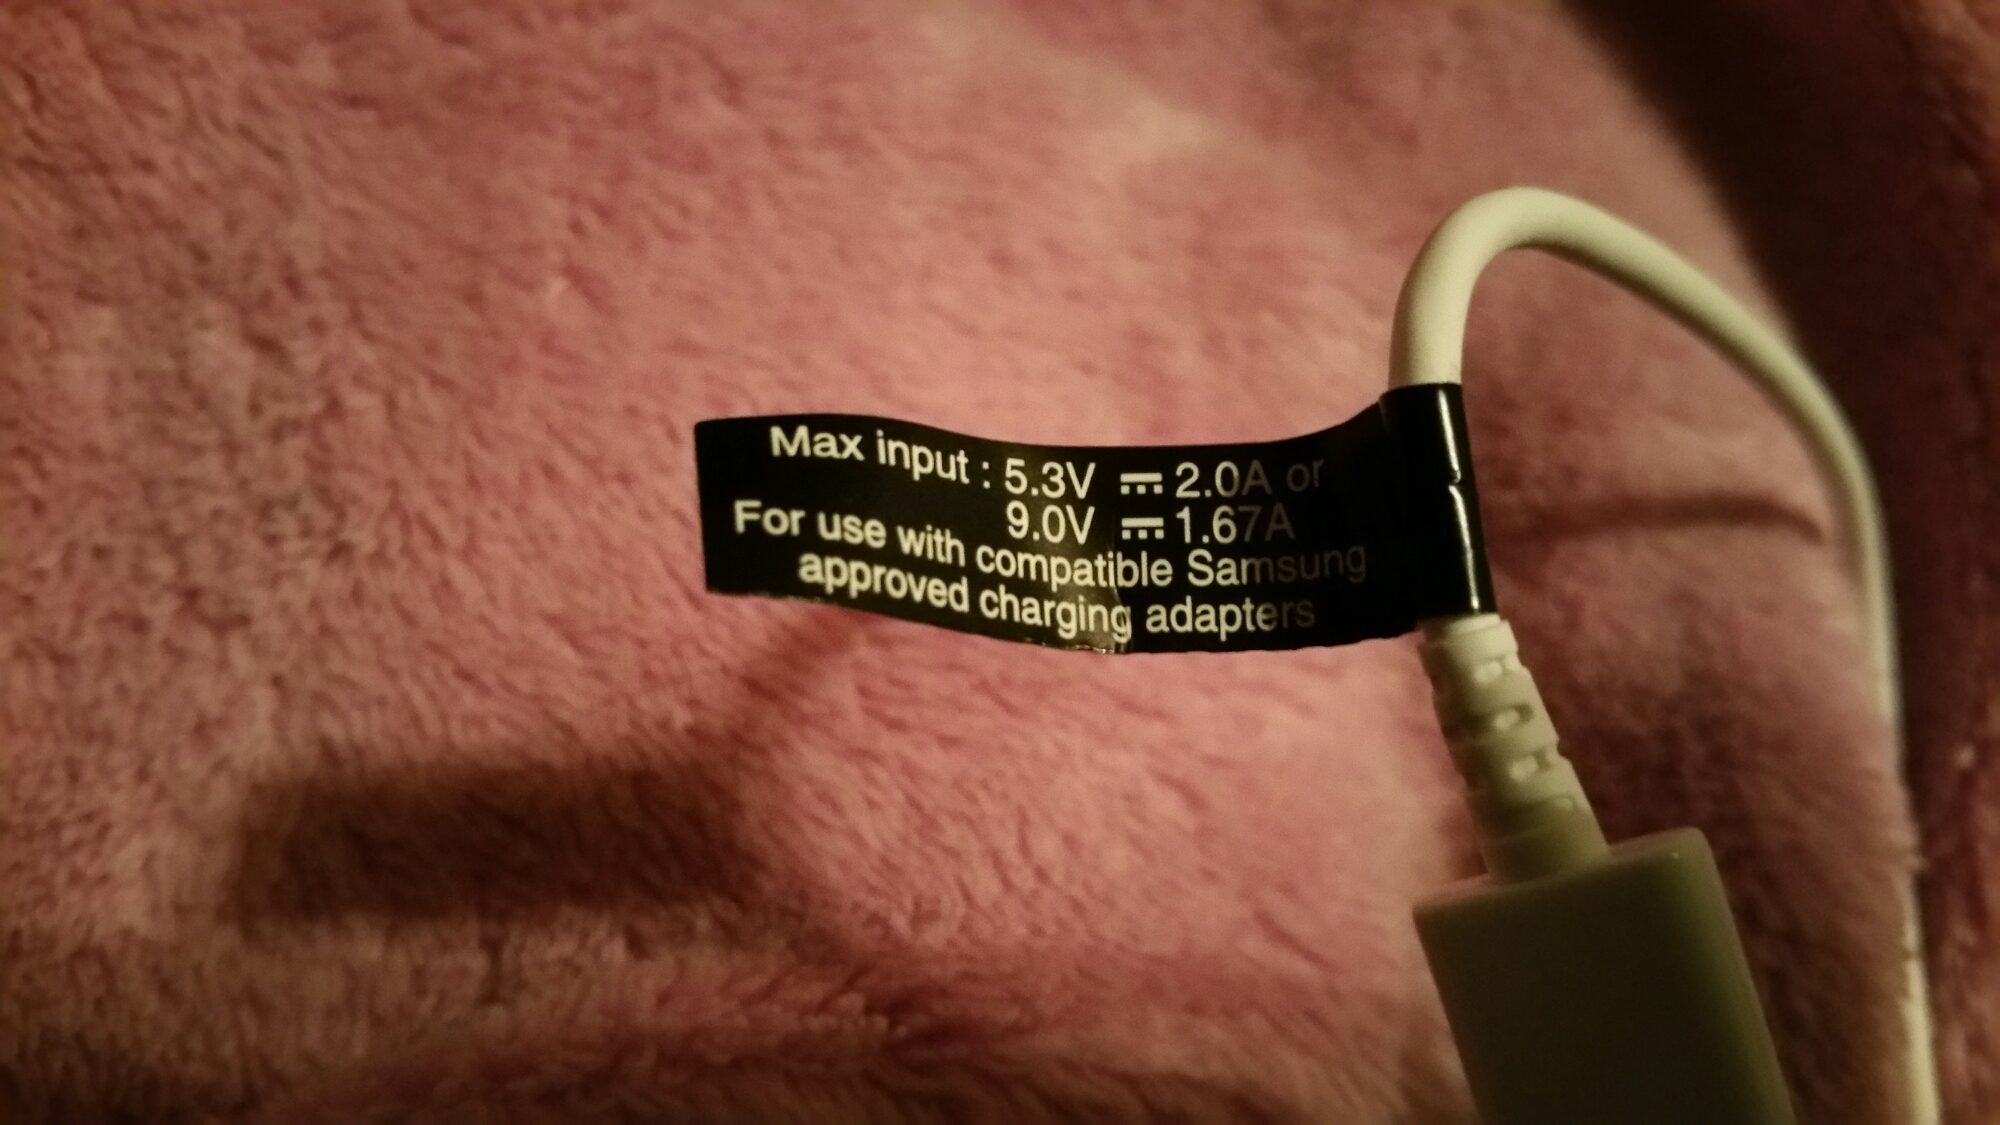 Max input : 5.3V ⎓ 2.0A or
9.0V ⎓ 1.67A
For use with compatible Samsung
approved charging adapters